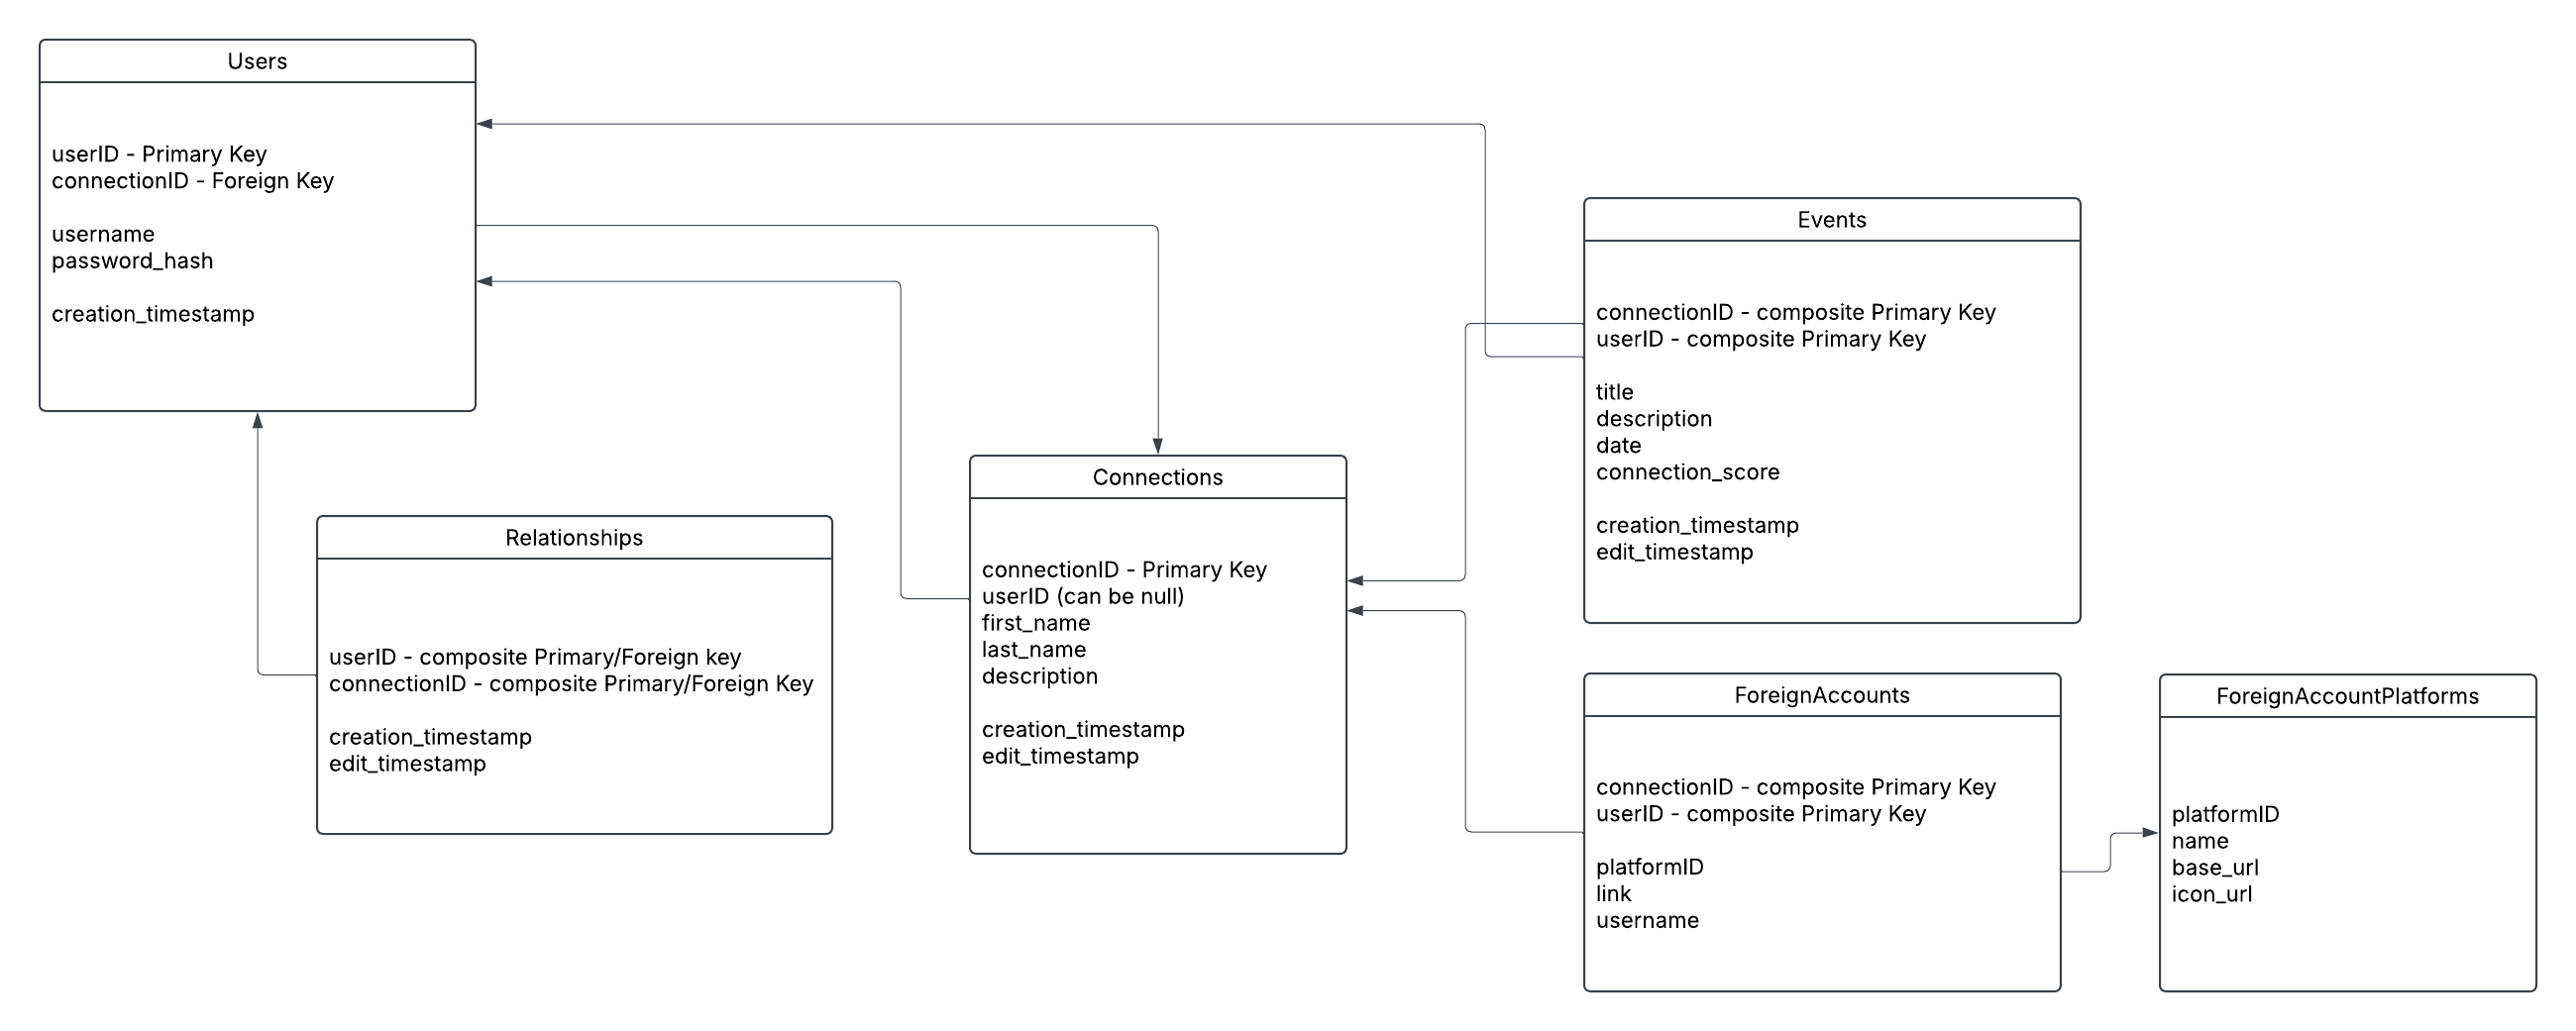 Users
userID - Primary Key
connectionID - Foreign Key
username
password_hash
creation_timestamp
Relationships
userID - composite Primary/Foreign key
connectionID - composite Primary/Foreign Key
creation_timestamp
edit_timestamp
Connections
connectionID - Primary Key
userID (can be null)
first_name
last_name
description
creation_timestamp
edit_timestamp
Events
connectionID - composite Primary Key
userID - composite Primary Key
title
description
date
connection_score
creation_timestamp
edit_timestamp
ForeignAccounts
connectionID - composite Primary Key
userID - composite Primary Key
platformID
link
username
ForeignAccountPlatforms
platformID
name
base_url
icon_url